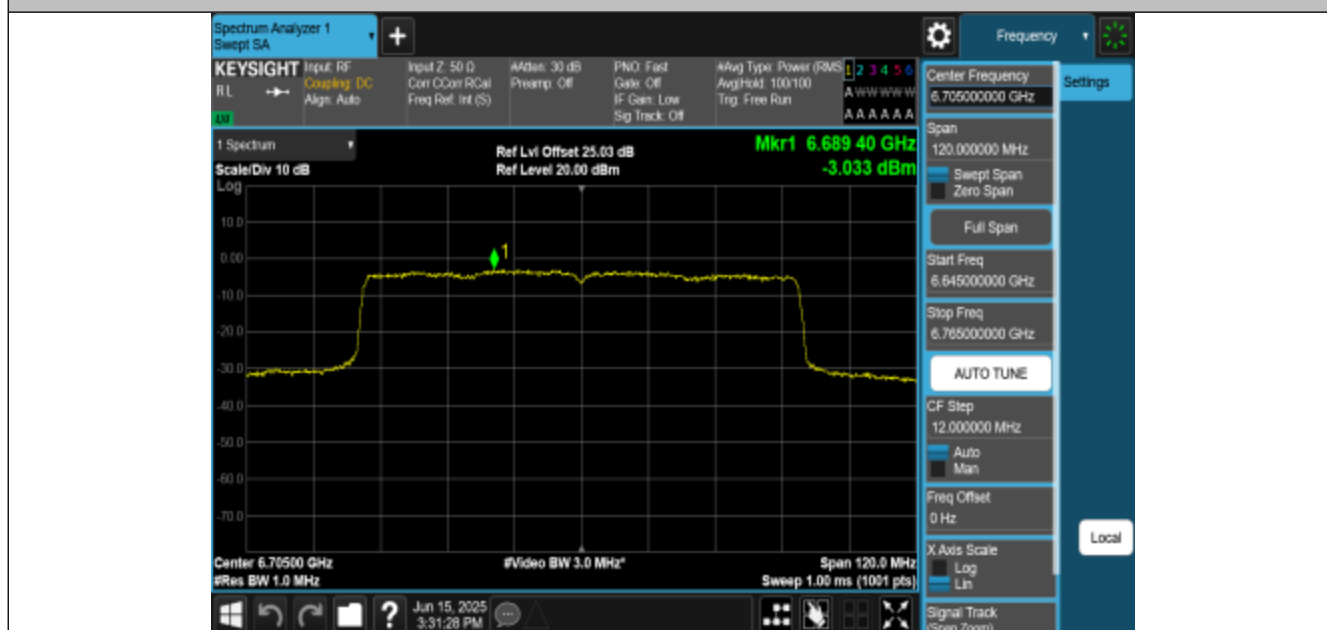 Spectrum Analyzer 1
Swept SA
+
Frequency
KEYSIGHT
RL
Input: RF
Coupling: DC
Align: Auto
Input Z: 50 Ω
Corr CCorr RCal
Freq Ref: Int (S)
#Atten: 30 dB
Preamp: Off
PNO: Fast
Gate: Off
IF Gain: Low
Sig Track: Off
#Avg Type: Power (RMS
Avg|Hold: 100/100
Trig: Free Run
1 2 3 4 5 6
A W W W W W
A A A A A A
1 Spectrum
Scale/Div 10 dB
Log
Ref Lvl Offset 25.03 dB
Ref Level 20.00 dBm
Mkr1 6.689 40 GHz
-3.033 dBm
1
10.0
0.00
-10.0
-20.0
-30.0
-40.0
-50.0
-60.0
-70.0
Center 6.70500 GHz
#Res BW 1.0 MHz
#Video BW 3.0 MHz*
Span 120.0 MHz
Sweep 1.00 ms (1001 pts)
Center Frequency
6.705000000 GHz
Settings
Span
120.000000 MHz
Swept Span
Zero Span
Full Span
Start Freq
6.645000000 GHz
Stop Freq
6.765000000 GHz
AUTO TUNE
CF Step
12.000000 MHz
Auto
Man
Freq Offset
0 Hz
X Axis Scale
Log
Lin
Local
Signal Track
(Span Zoom)
?
Jun 15, 2025
3:31:28 PM